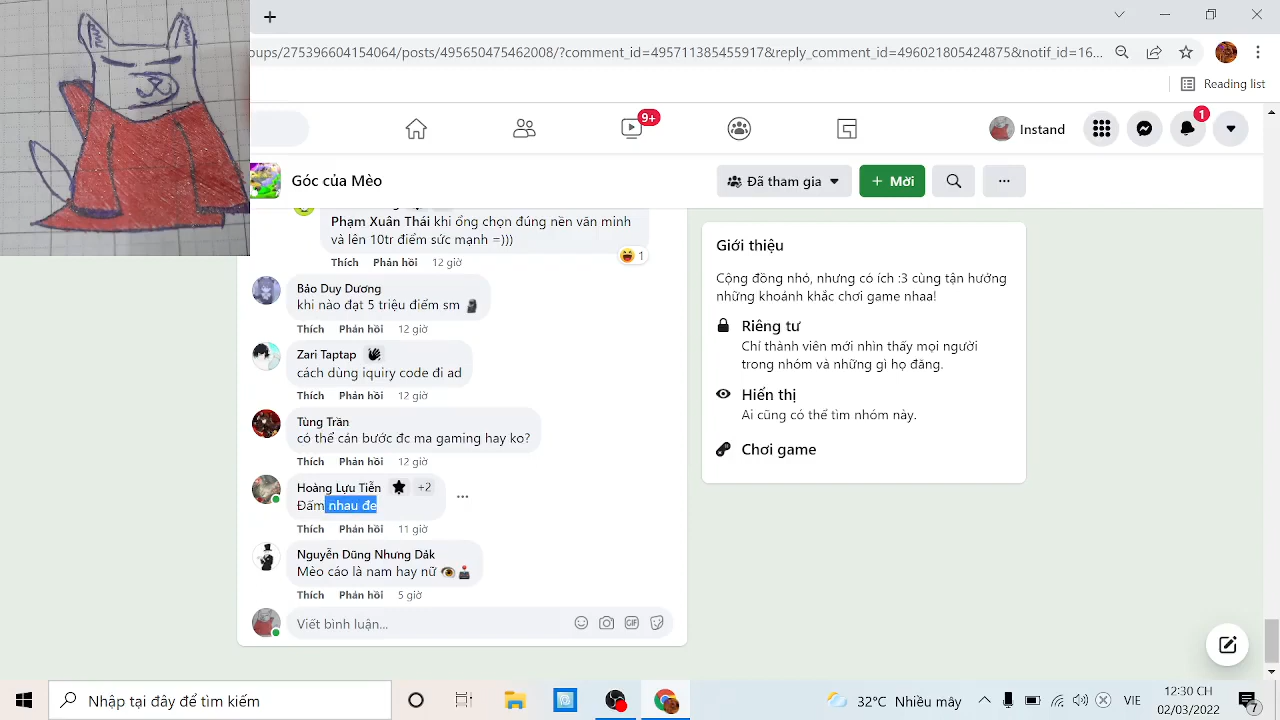 oups/275396604154064/posts/495650475462008/?comment_id=495711385455917&reply_comment_id=496021805424875&notif_id=16...
Reading list
9+
Instand
1
Góc của Mèo
Đã tham gia
+ Mời
Phạm Xuân Thái khi ổng chọn đúng nền văn minh
và lên 10tr điểm sức mạnh =)))
1
Thích Phản hồi 12 giờ
Bảo Duy Dương
khi nào đạt 5 triệu điểm sm
Thích Phản hồi 12 giờ
Zari Taptap
cách dùng iquiry code đi ad
Thích Phản hồi 12 giờ
Tùng Trần
có thể cán bước đc ma gaming hay ko?
Thích Phản hồi 12 giờ
Hoàng Lưu Tiễn +2
Đấm nhau đe
Thích Phản hồi 11 giờ
Nguyễn Dũng Nhưng Dảk
Mèo cáo là nam hay nữ
Thích Phản hồi 5 giờ
Viết bình luận...
GIF
Giới thiệu
Cộng đồng nhỏ, nhưng có ích :3 cùng tận hưởng
những khoảnh khắc chơi game nhaa!
Riêng tư
Chỉ thành viên mới nhìn thấy mọi người
trong nhóm và những gì họ đăng.
Hiển thị
Ai cũng có thể tìm nhóm này.
Chơi game
Nhập tại đây để tìm kiếm
32°C Nhiều mây
VIE
12:30 CH
02/03/2022
7